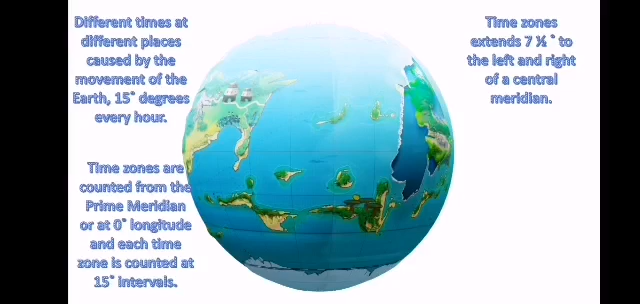 Different times at
different places
caused by the
movement of the
Earth, 15° degrees
every hour.
Time zones are
counted from the
Prime Meridian
or at 0° longitude
and each time
zone is counted at
15° intervals.
Time zones
extends 7 ½ ° to
the left and right
of a central
meridian.